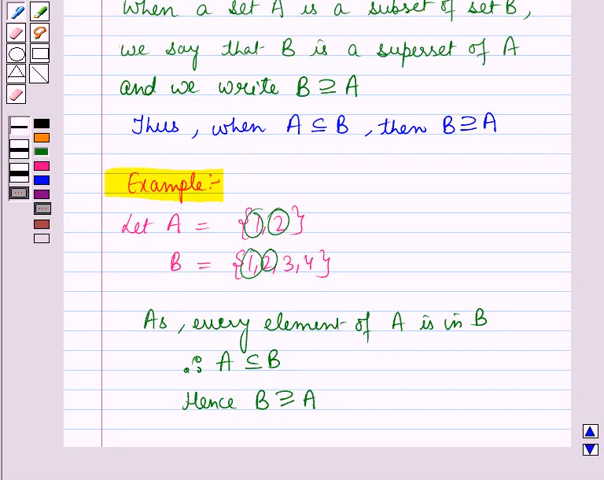 When a set A is a subset of set B,
we say that B is a superset of A
and we write B ⊇ A
Thus, when A ⊆ B, then B ⊇ A
Example:-
Let A = {1, 2}
B = {1, 2, 3, 4}
As, every element of A is in B
∴ A ⊆ B
Hence B ⊇ A